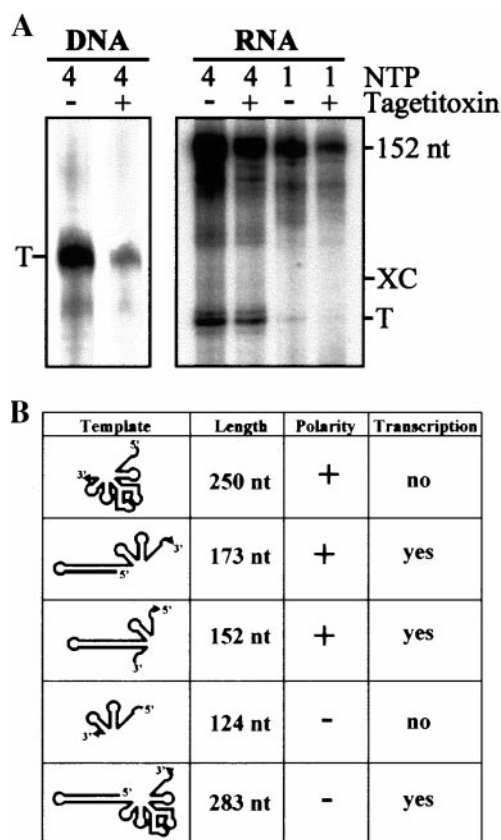 A
DNA RNA
4 4 4 4 1 1 NTP
- + - + - + Tagetitoxin
152 nt
T
XC
T
B
Template Length Polarity Transcription
5'
3'
250 nt + no
3'
5'
173 nt + yes
5'
3'
152 nt + yes
5'
3'
124 nt - no
3'
5'
283 nt - yes